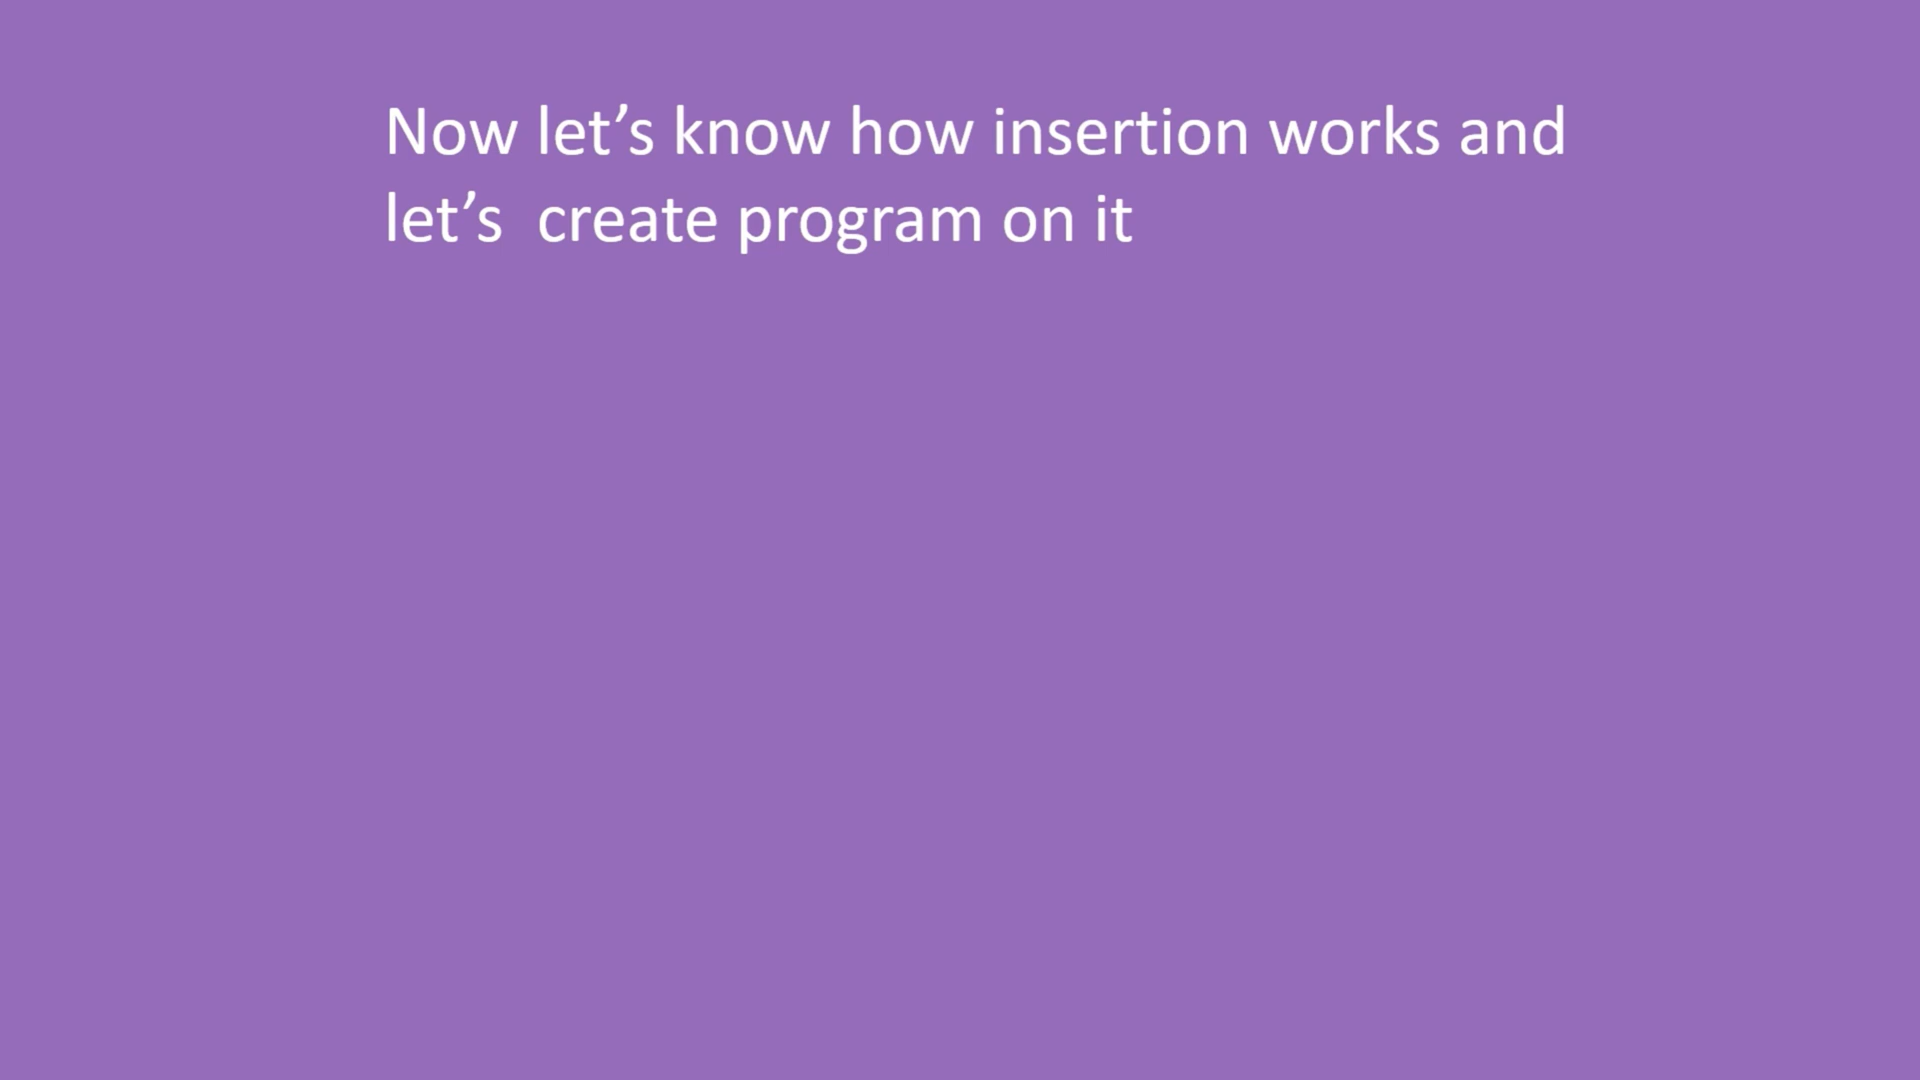 Now let’s know how insertion works and
let’s  create program on it